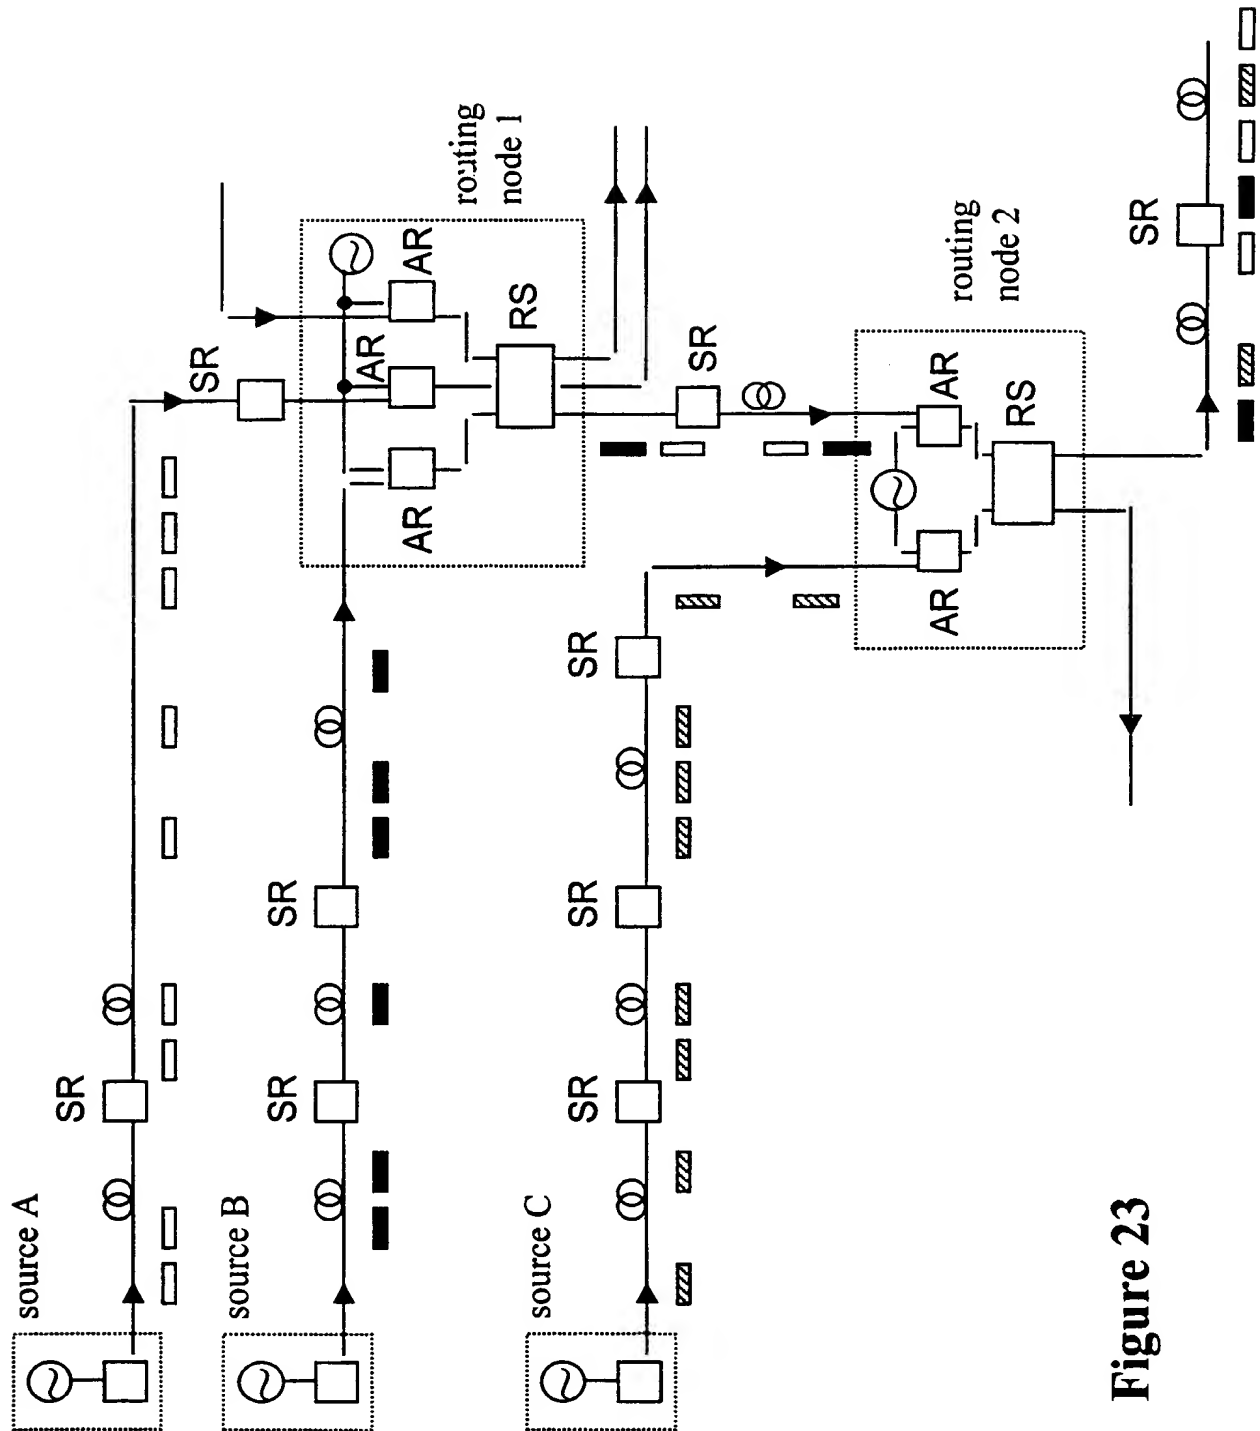 source A
SR
SR
source B
SR
SR
AR
AR
AR
RS
routing
node 1
source C
SR
SR
SR
SR
AR
AR
RS
routing
node 2
SR
Figure 23